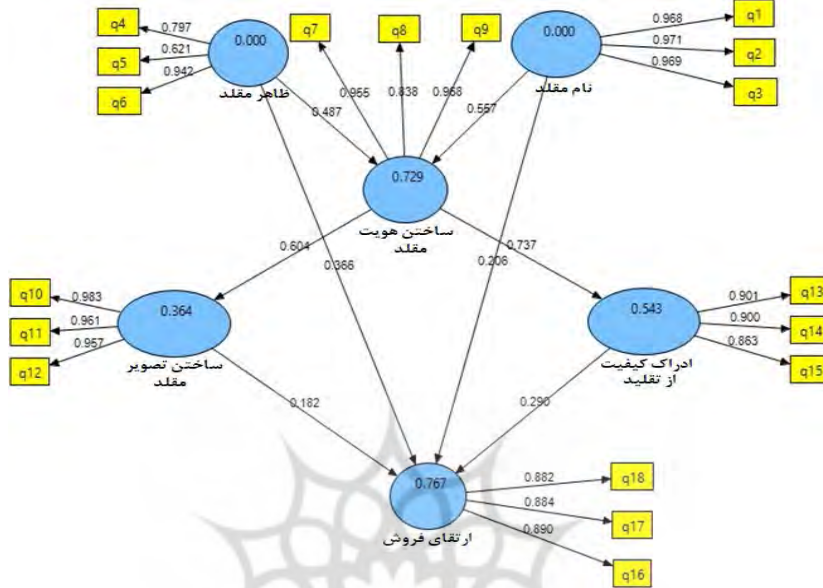 q4
0.797
q5
0.621
q6
0.942
0.000
ظاهر مقلد
q7
0.955
q8
0.838
q9
0.958
0.000
نام مقلد
q1
0.968
q2
0.971
q3
0.969
0.487
0.557
0.729
ساختن هویت
مقلد
0.604
0.366
0.206
0.737
q10
0.983
q11
0.961
q12
0.957
0.364
ساختن تصویر
مقلد
0.543
ادراک کیفیت
از تقلید
q13
0.901
q14
0.900
q15
0.863
0.182
0.290
0.767
ارتقای فروش
0.882
q18
0.884
q17
0.890
q16